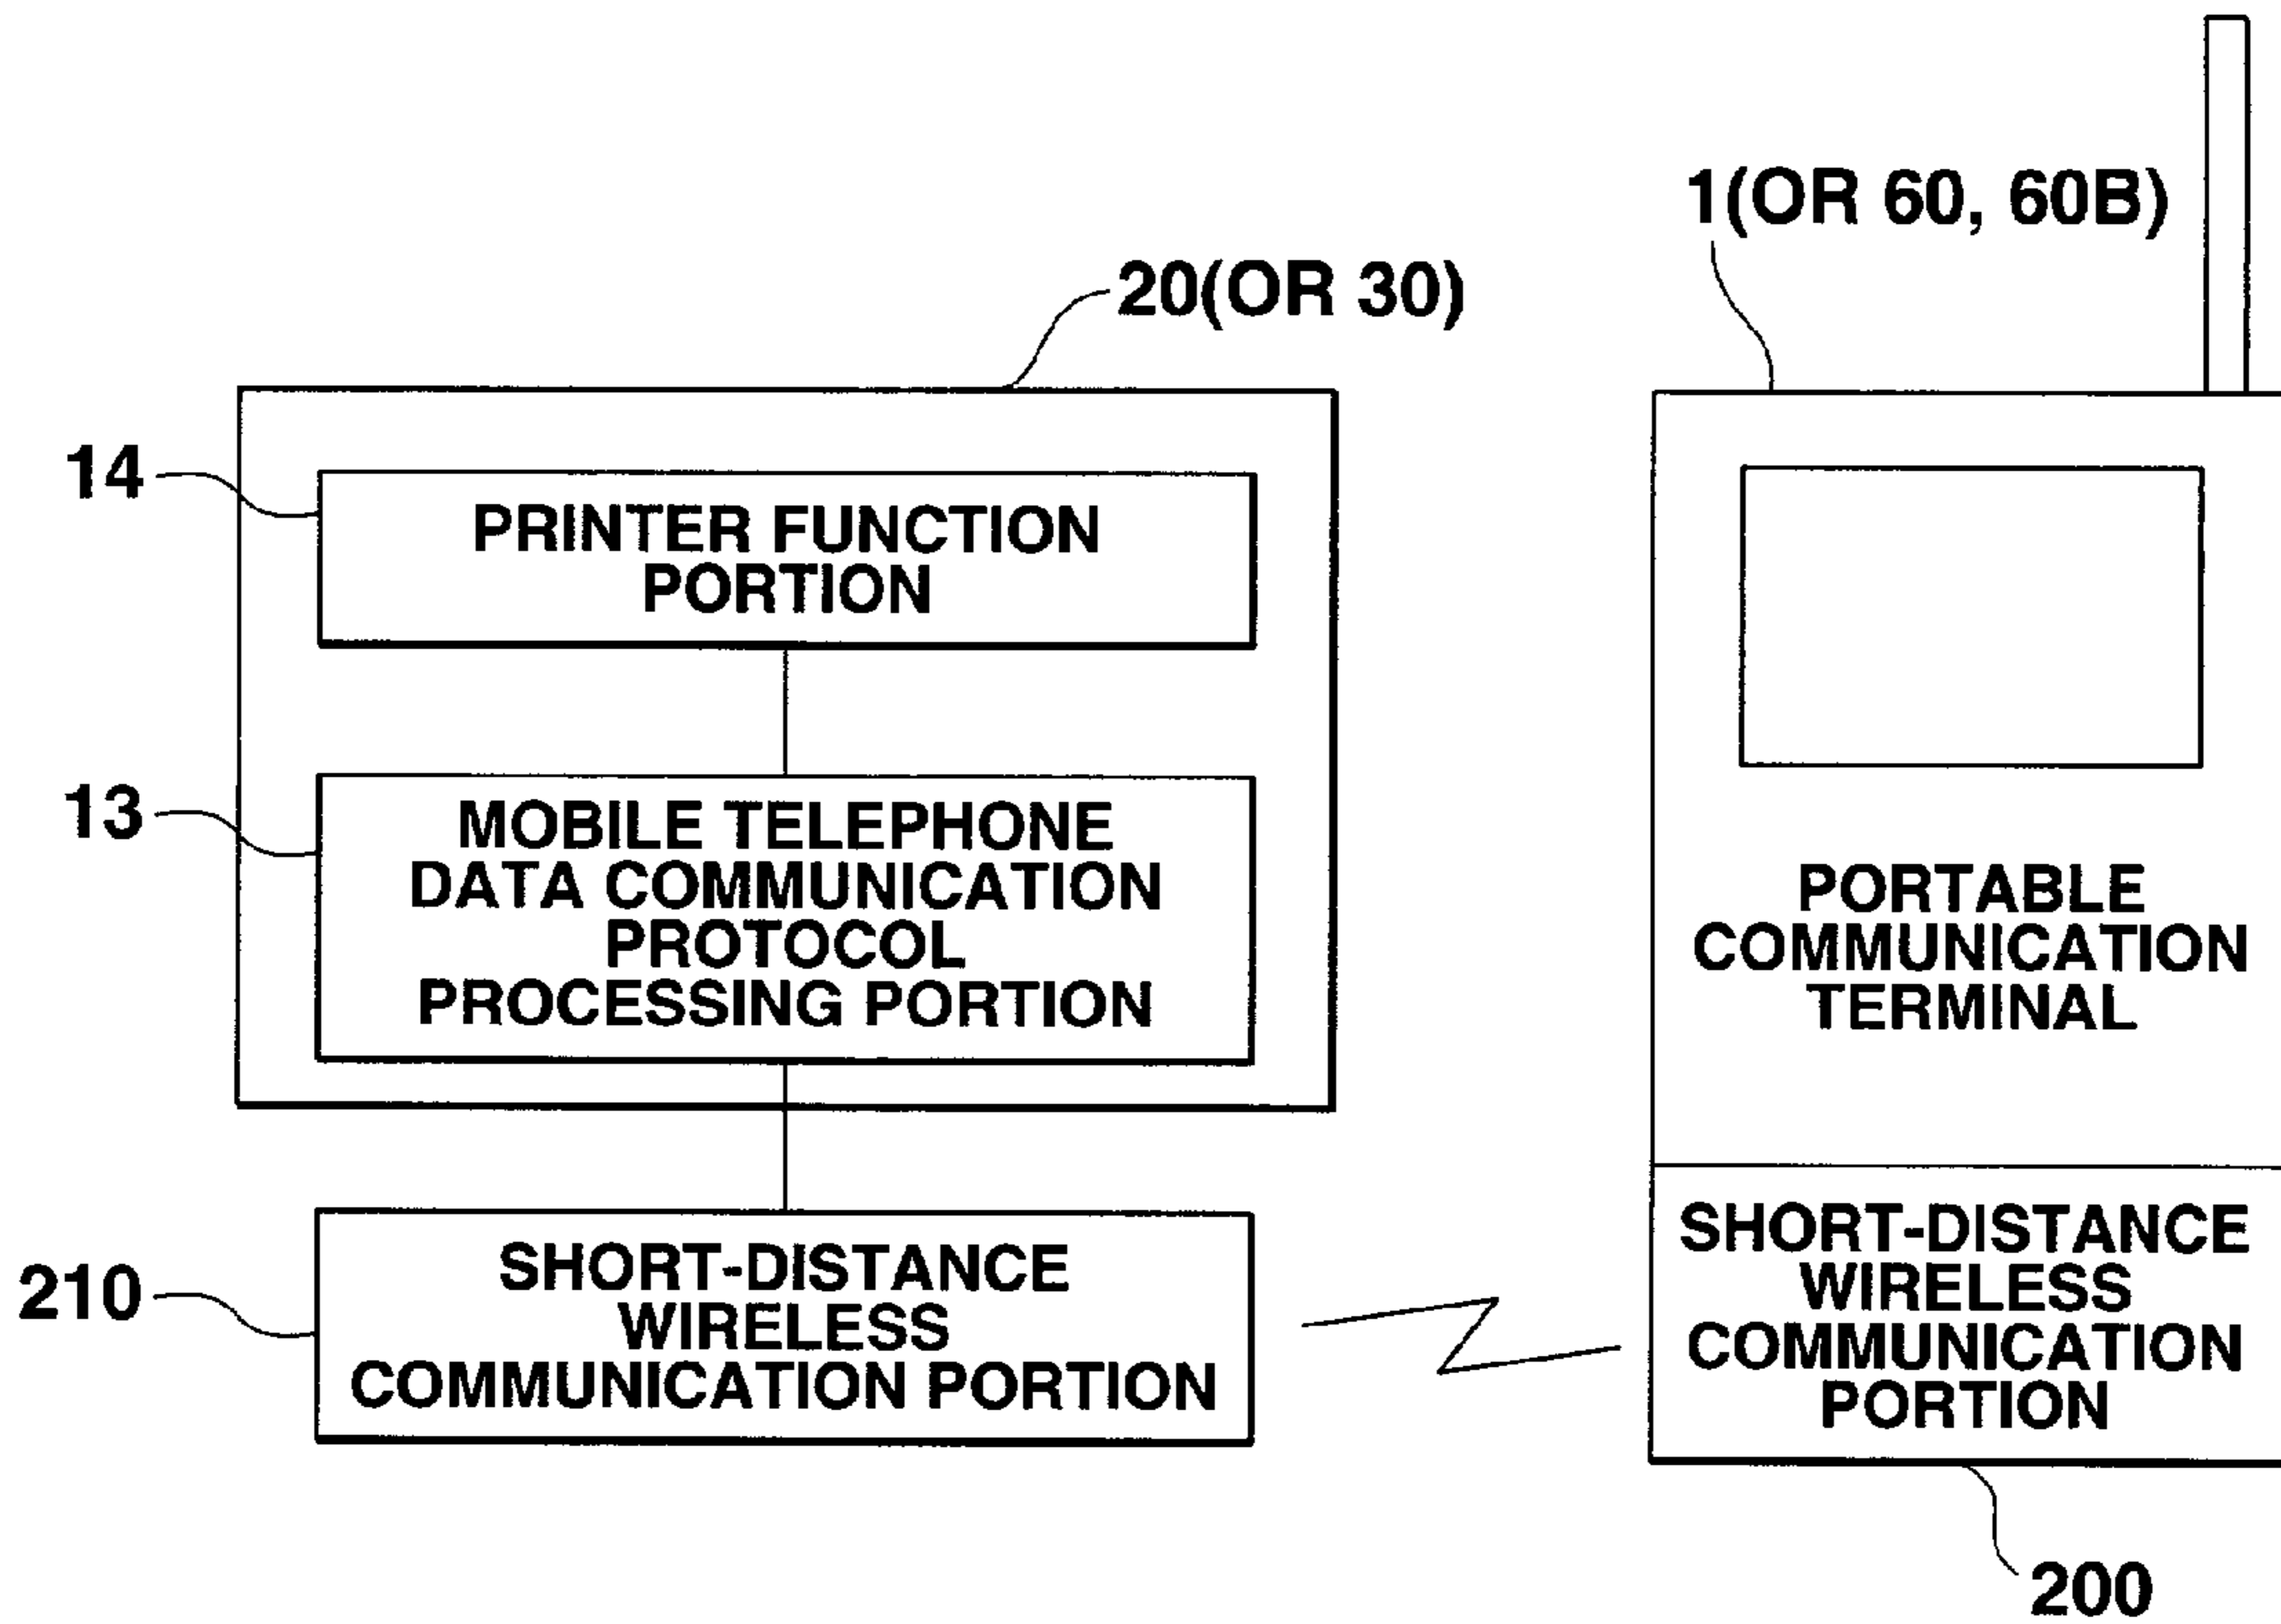 1(OR 60, 60B)
20(OR 30)
14
PRINTER FUNCTION
PORTION
13
MOBILE TELEPHONE
DATA COMMUNICATION
PROTOCOL
PROCESSING PORTION
PORTABLE
COMMUNICATION
TERMINAL
210
SHORT-DISTANCE
WIRELESS
COMMUNICATION PORTION
SHORT-DISTANCE
WIRELESS
COMMUNICATION
PORTION
200